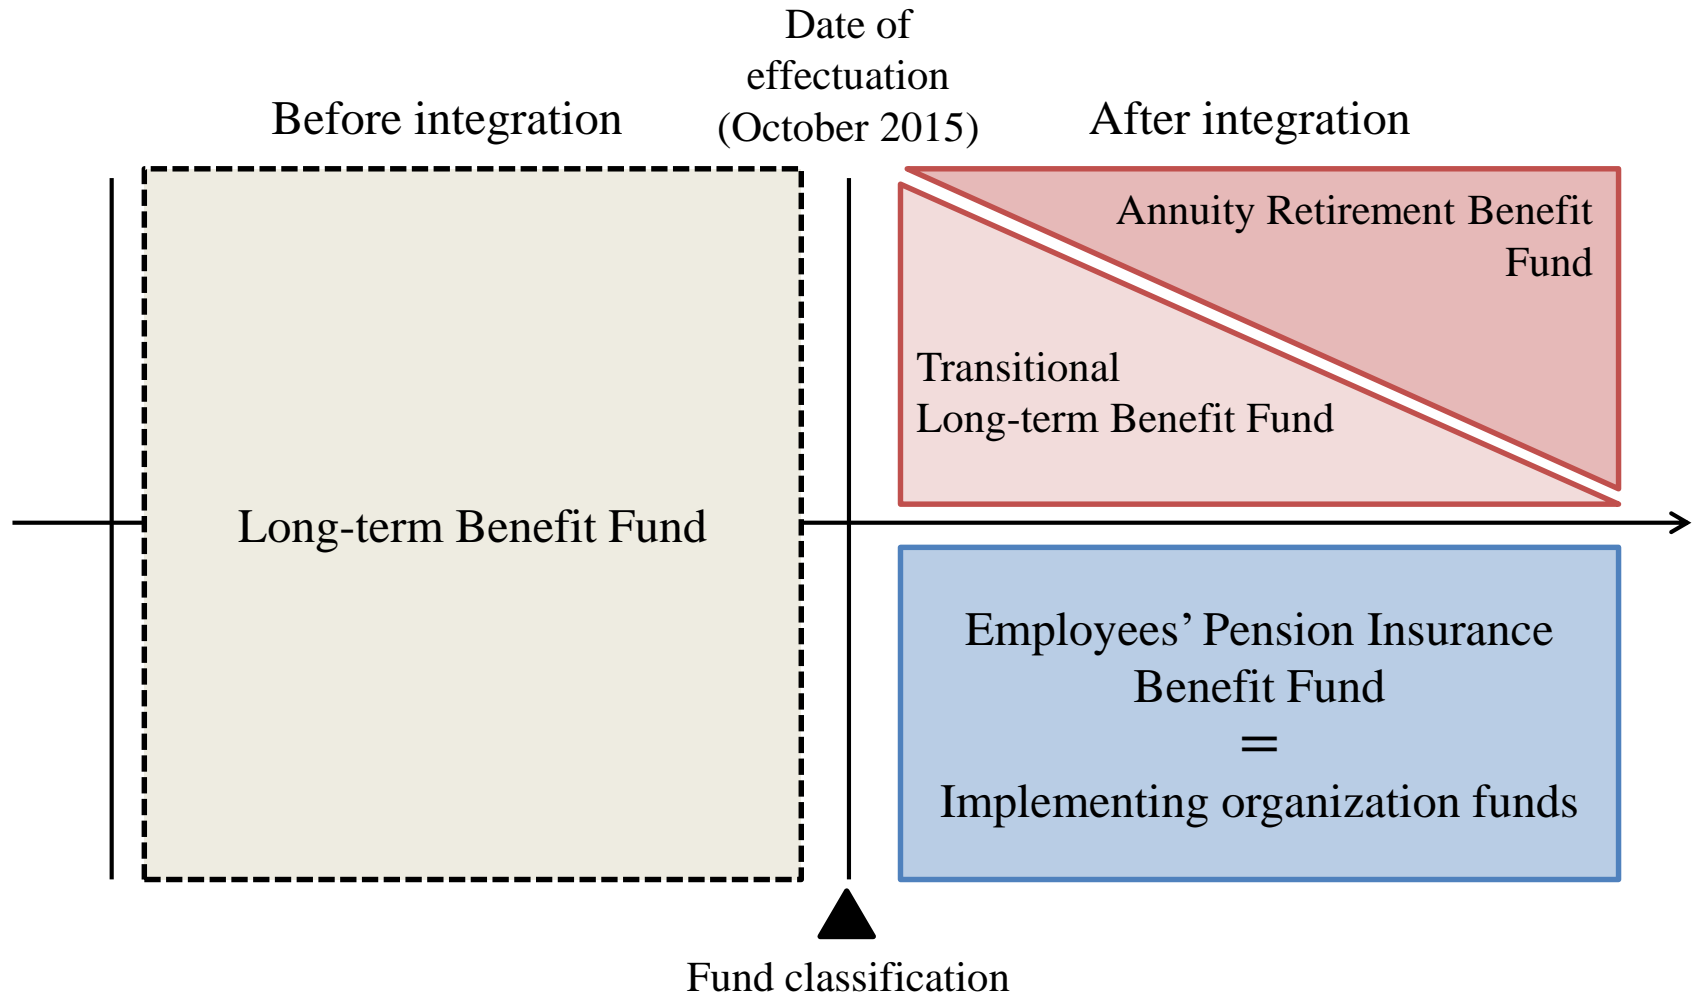 Date of
effectuation
(October 2015)
Before integration
After integration
Long-term Benefit Fund
Annuity Retirement Benefit
Fund
Transitional
Long-term Benefit Fund
Employees’ Pension Insurance
Benefit Fund
=
Implementing organization funds
Fund classification